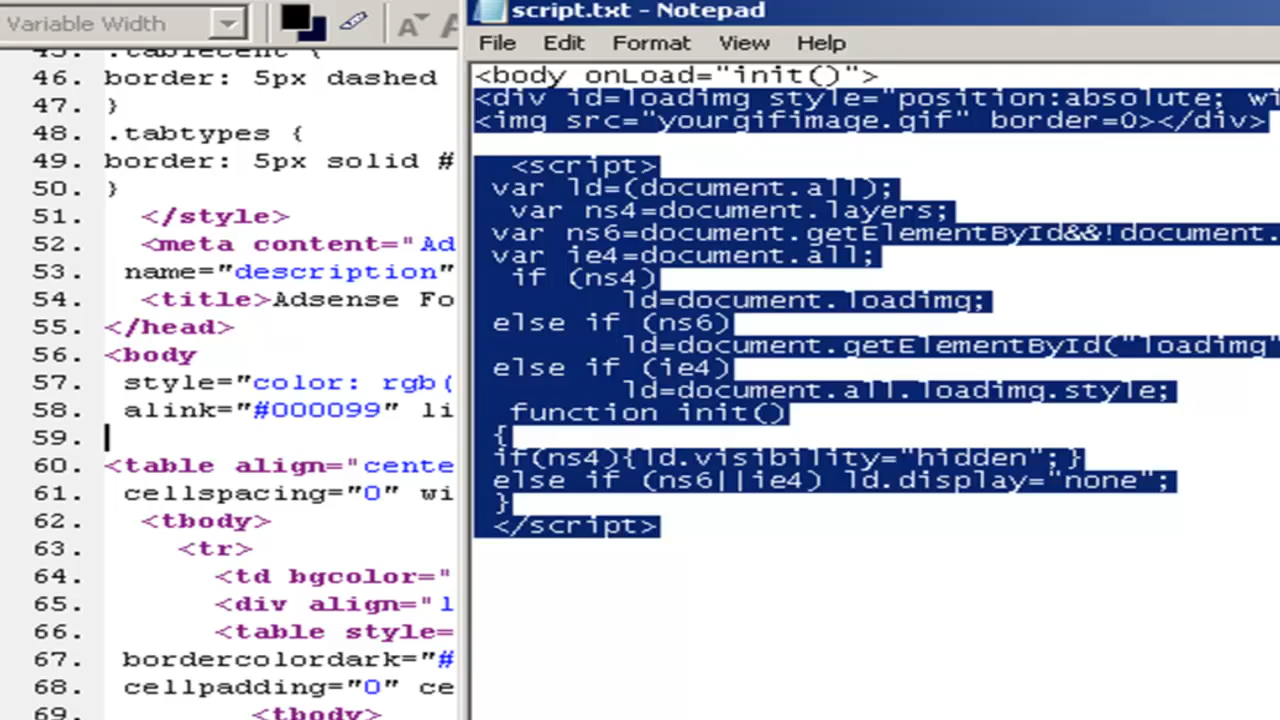 Variable Width
45. .tablecent {
46. border: 5px dashed
47. }
48. .tabtypes {
49. border: 5px solid #
50. }
51. </style>
52. <meta content="Ad
53. name="description"
54. <title>Adsense Fo
55. </head>
56. <body
57. style="color: rgb(
58. alink="#000099" li
59.
60. <table align="cente
61. cellspacing="0" wi
62. <tbody>
63. <tr>
64. <td bgcolor="
65. <div align="l
66. <table style=
67. bordercolordark="#
68. cellpadding="0" ce
69. <tbody>
script.txt - Notepad
File Edit Format View Help
<body onLoad="init()">
<div id=loadimg style="position:absolute; wi
<img src="yourgifimage.gif" border=0></div>
<script>
var ld=(document.all);
var ns4=document.layers;
var ns6=document.getElementById&&!document.
var ie4=document.all;
if (ns4)
ld=document.loadimg;
else if (ns6)
ld=document.getElementById("loadimg"
else if (ie4)
ld=document.all.loadimg.style;
function init()
{
if(ns4){ld.visibility="hidden";}
else if (ns6||ie4) ld.display="none";
}
</script>